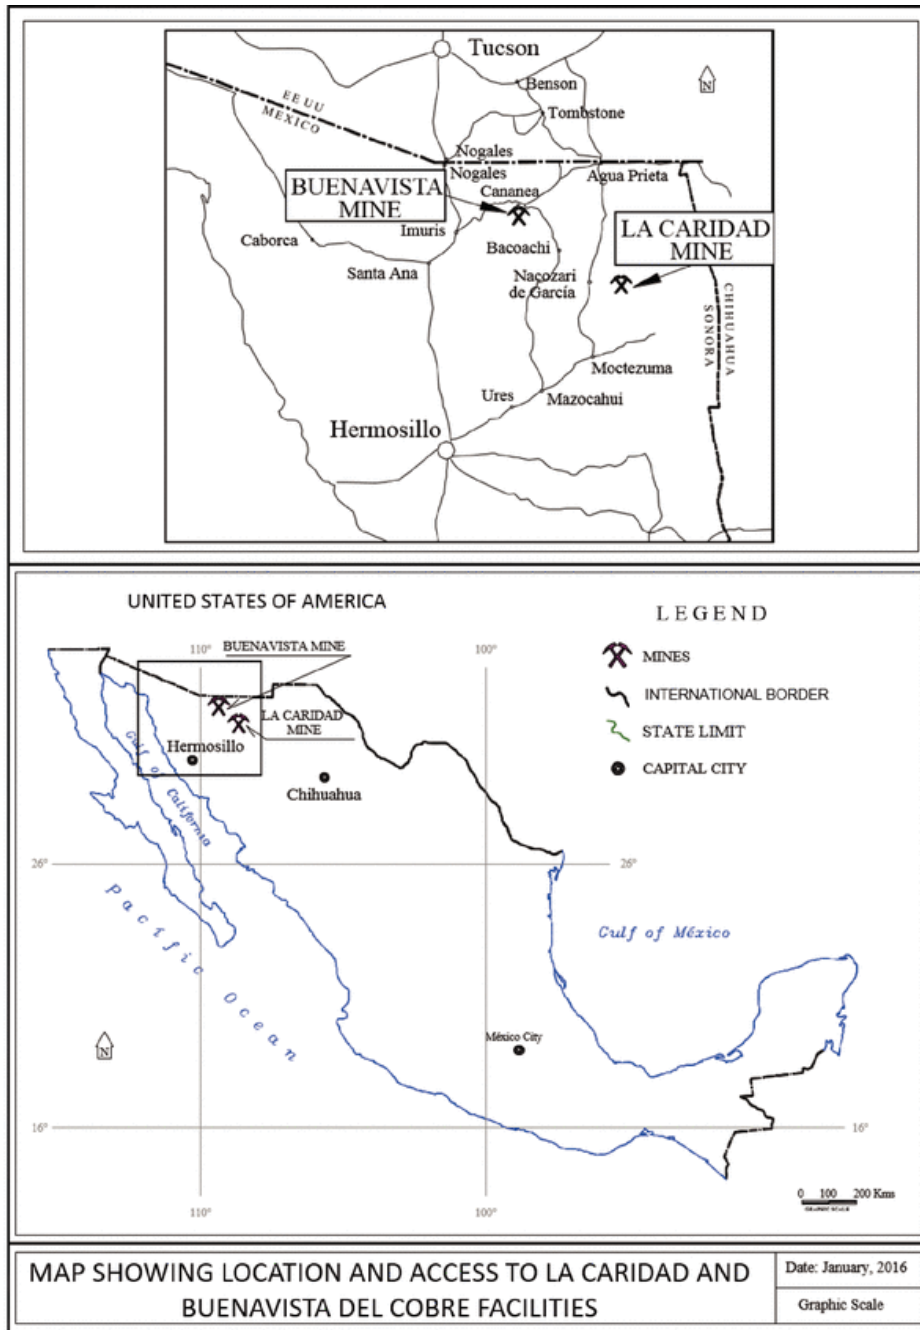 Tucson
N
Benson
Tombstone
EE UU
MEXICO
Nogales
Nogales
Agua Prieta
Cananea
BUENAVISTA
MINE
LA CARIDAD
MINE
Imuris
Caborca
Bacoachi
Santa Ana
Nacozari
de García
CHIHUAHUA
SONORA
Moctezuma
Ures
Mazocahui
Hermosillo
UNITED STATES OF AMERICA
LEGEND
MINES
INTERNATIONAL BORDER
STATE LIMIT
CAPITAL CITY
110°
100°
BUENAVISTA MINE
LA CARIDAD
MINE
Hermosillo
Chihuahua
Gulf of California
26°
26°
Pacific Ocean
Gulf of México
N
México City
16°
16°
0 100 200 Kms
GRAPHIC SCALE
110°
100°
MAP SHOWING LOCATION AND ACCESS TO LA CARIDAD AND
BUENAVISTA DEL COBRE FACILITIES
Date: January, 2016
Graphic Scale